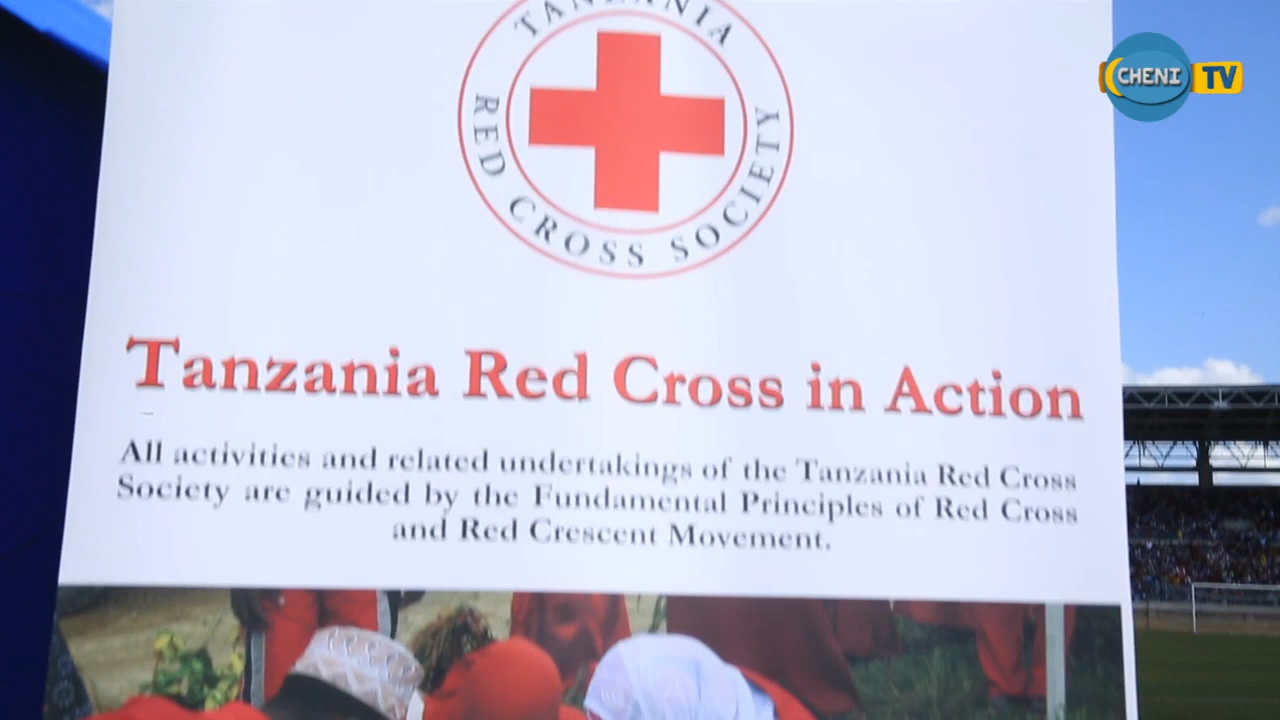 TANZANIA
RED CROSS SOCIETY
CHENI TV
Tanzania Red Cross in Action
All activities and related undertakings of the Tanzania Red Cross
Society are guided by the Fundamental Principles of Red Cross
and Red Crescent Movement.